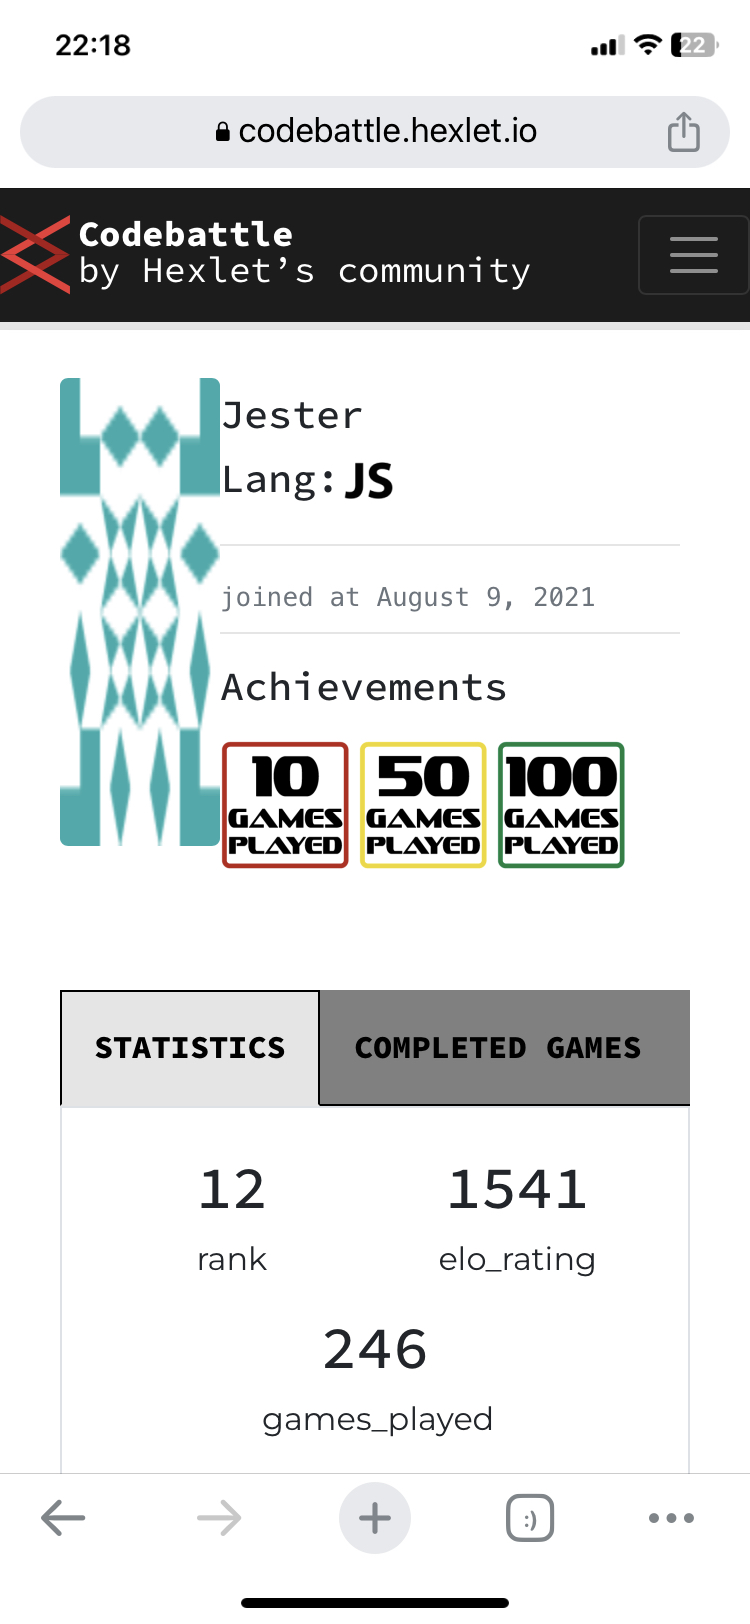 22:18
22
codebattle.hexlet.io
Codebattle
by Hexlet’s community
Jester
Lang: JS
joined at August 9, 2021
Achievements
10 GAMES PLAYED
50 GAMES PLAYED
100 GAMES PLAYED
STATISTICS COMPLETED GAMES
12 1541
rank elo_rating
246
games_played
:)